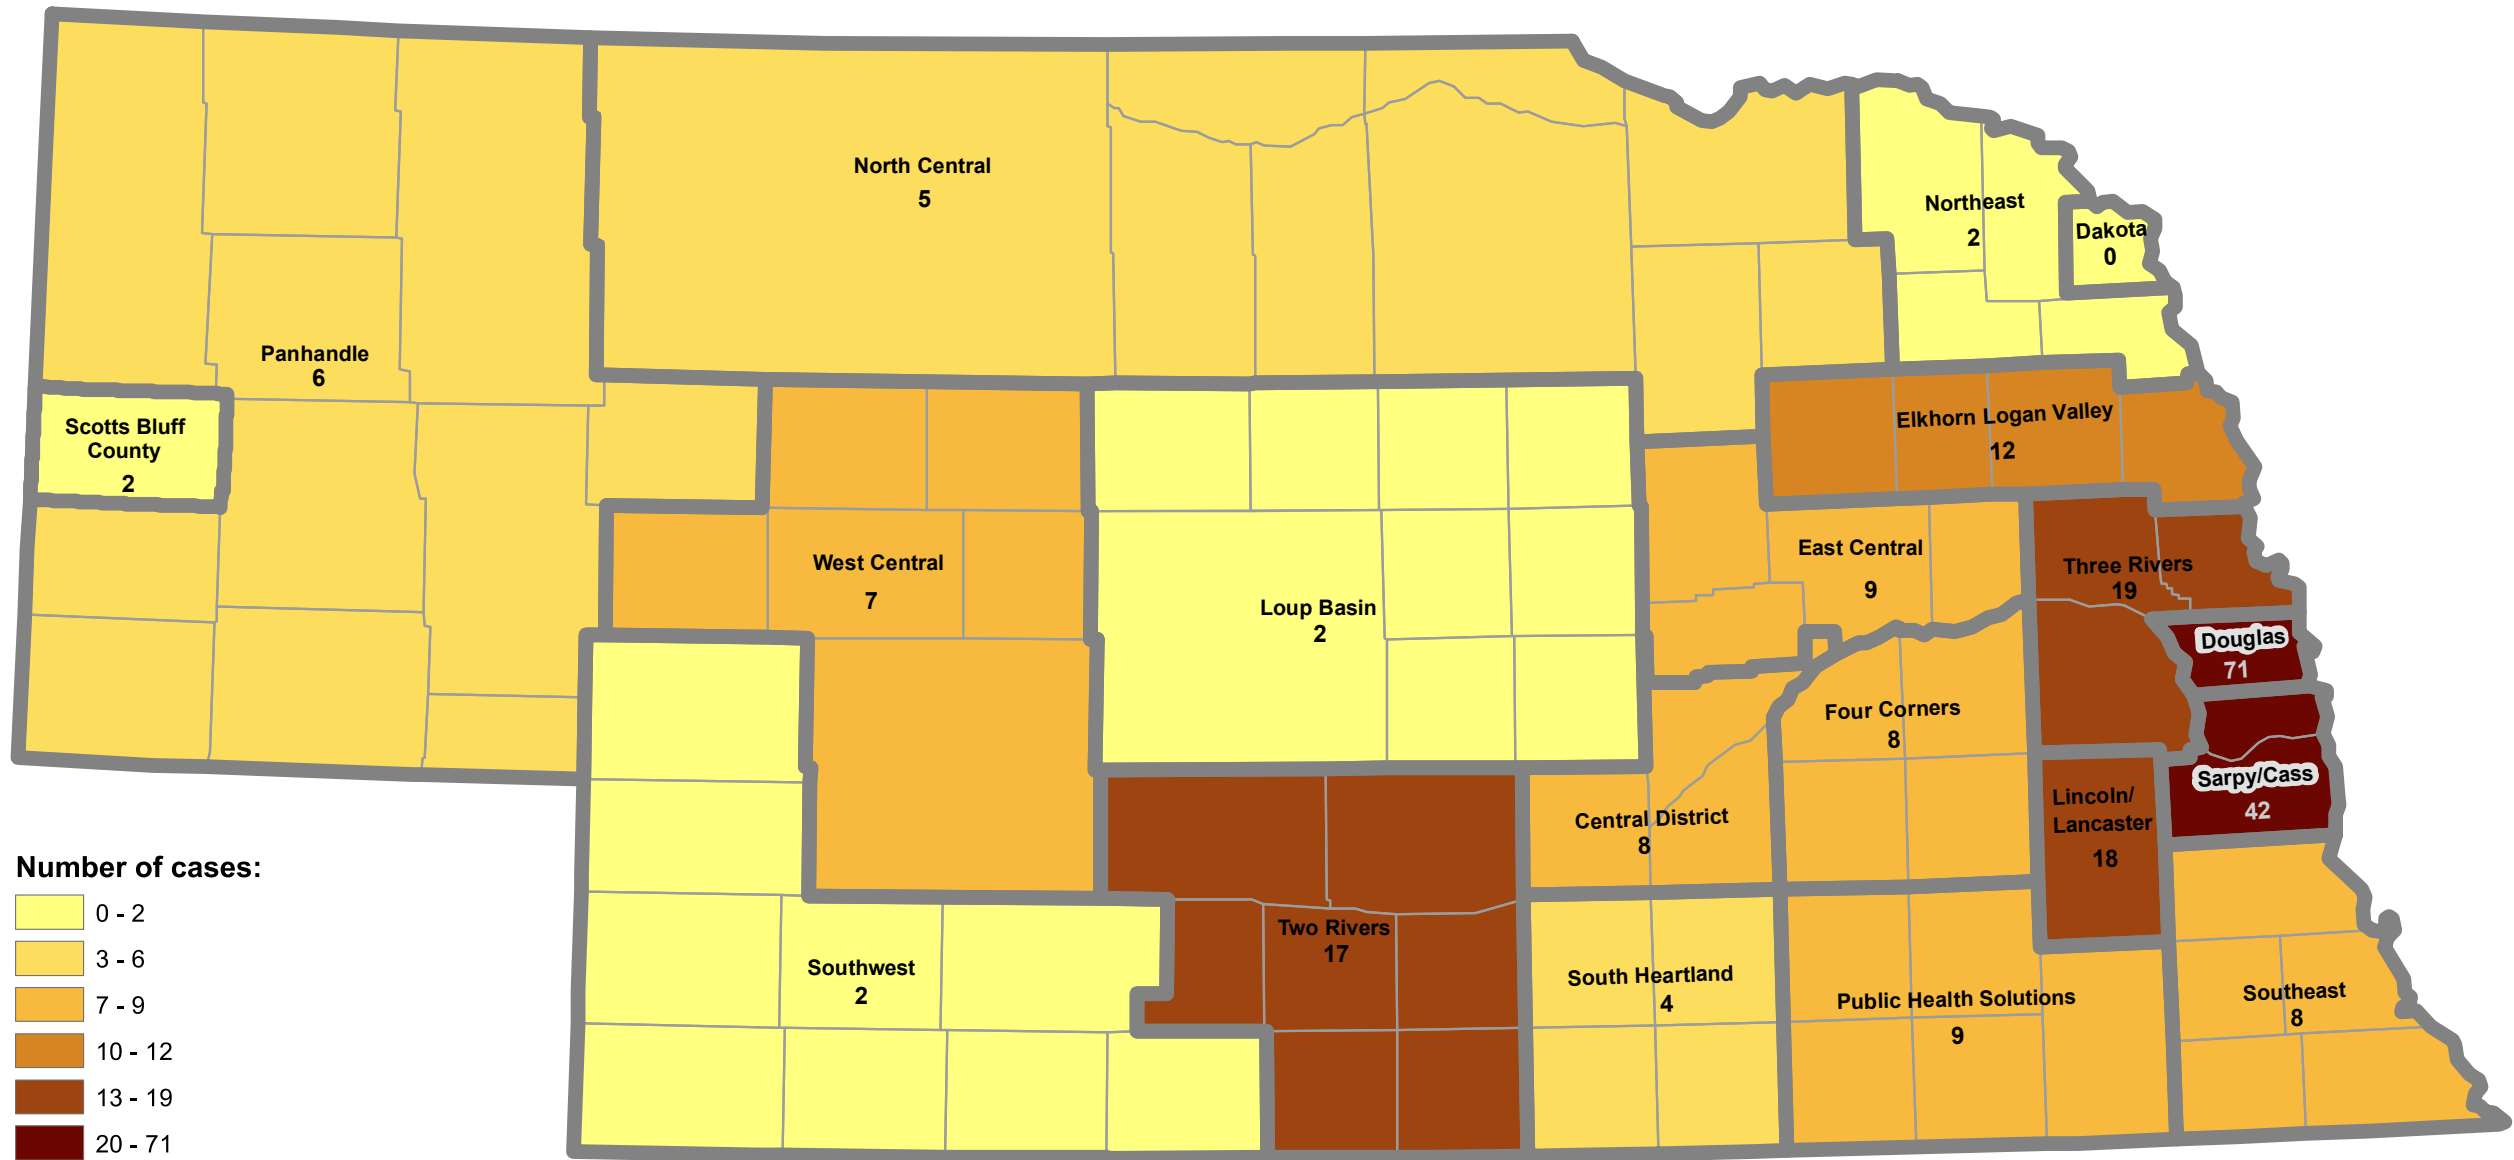 North Central
5
Northeast
2
Dakota
0
Panhandle
6
Scotts Bluff
County
2
Elkhorn Logan Valley
12
West Central
7
Loup Basin
2
East Central
9
Three Rivers
19
Douglas
71
Four Corners
8
Sarpy/Cass
42
Lincoln/
Lancaster
18
Central District
8
Two Rivers
17
Southwest
2
South Heartland
4
Public Health Solutions
9
Southeast
8
Number of cases:
0 - 2
3 - 6
7 - 9
10 - 12
13 - 19
20 - 71